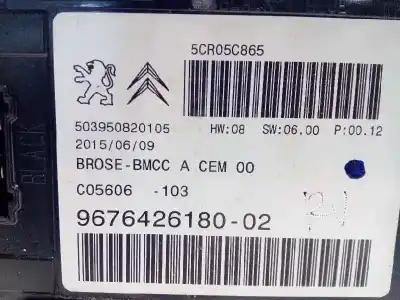 5CR05C865
503950820105 HW:08 SW:06.00 P:00.12
2015/06/09
BROSE-BMCC A CEM 00
C05606 -103
9676426180-02
BLACK